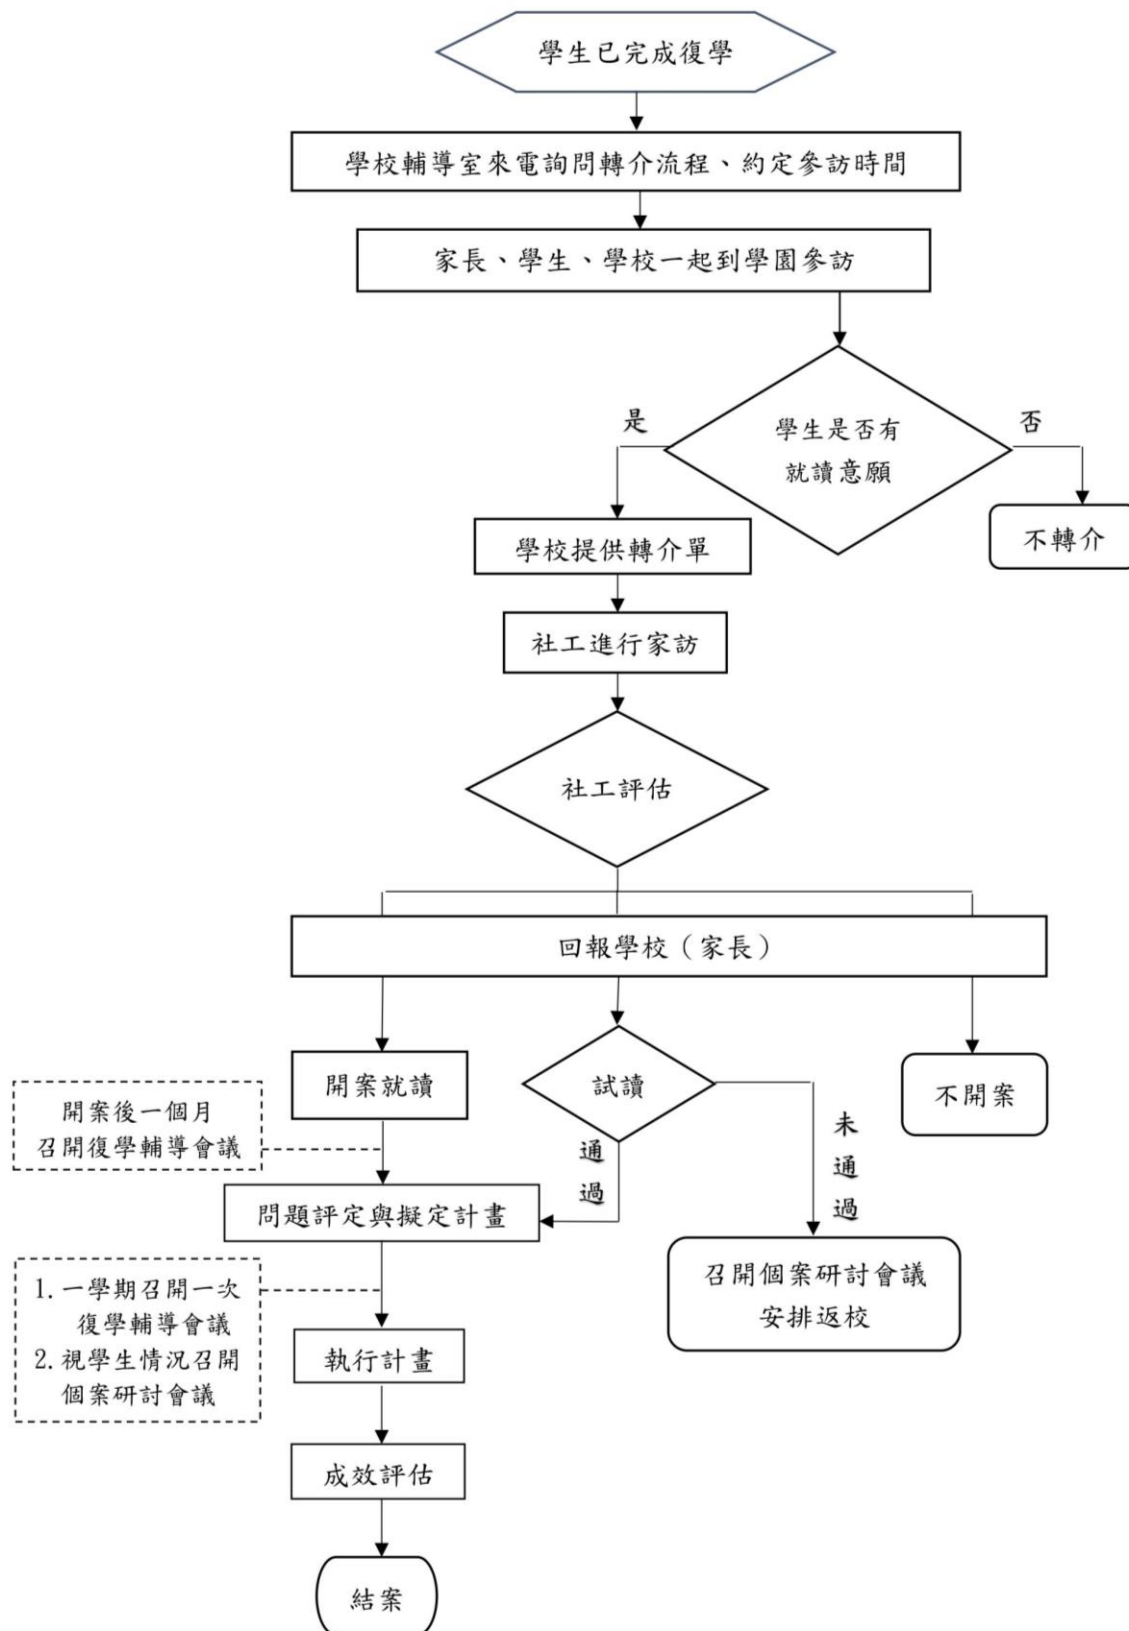 學生已完成復學
學校輔導室來電詢問轉介流程、約定參訪時間
家長、學生、學校一起到學園參訪
學生是否有
就讀意願
是
否
學校提供轉介單
不轉介
社工進行家訪
社工評估
回報學校（家長）
開案就讀
試讀
不開案
開案後一個月
召開復學輔導會議
通
過
未
通
過
問題評定與擬定計畫
召開個案研討會議
安排返校
1.一學期召開一次
復學輔導會議
2.視學生情況召開
個案研討會議
執行計畫
成效評估
結案